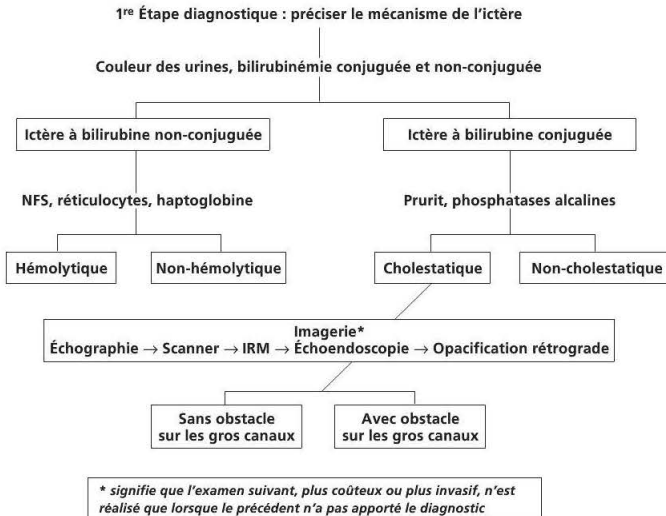 1re Étape diagnostique : préciser le mécanisme de l'ictère
Couleur des urines, bilirubinémie conjuguée et non-conjuguée
Ictère à bilirubine non-conjuguée
Ictère à bilirubine conjuguée
NFS, réticulocytes, haptoglobine
Prurit, phosphatases alcalines
Hémolytique
Non-hémolytique
Cholestatique
Non-cholestatique
Imagerie*
Échographie → Scanner → IRM → Échoendoscopie → Opacification rétrograde
Sans obstacle
sur les gros canaux
Avec obstacle
sur les gros canaux
* signifie que l'examen suivant, plus coûteux ou plus invasif, n'est
réalisé que lorsque le précédent n'a pas apporté le diagnostic